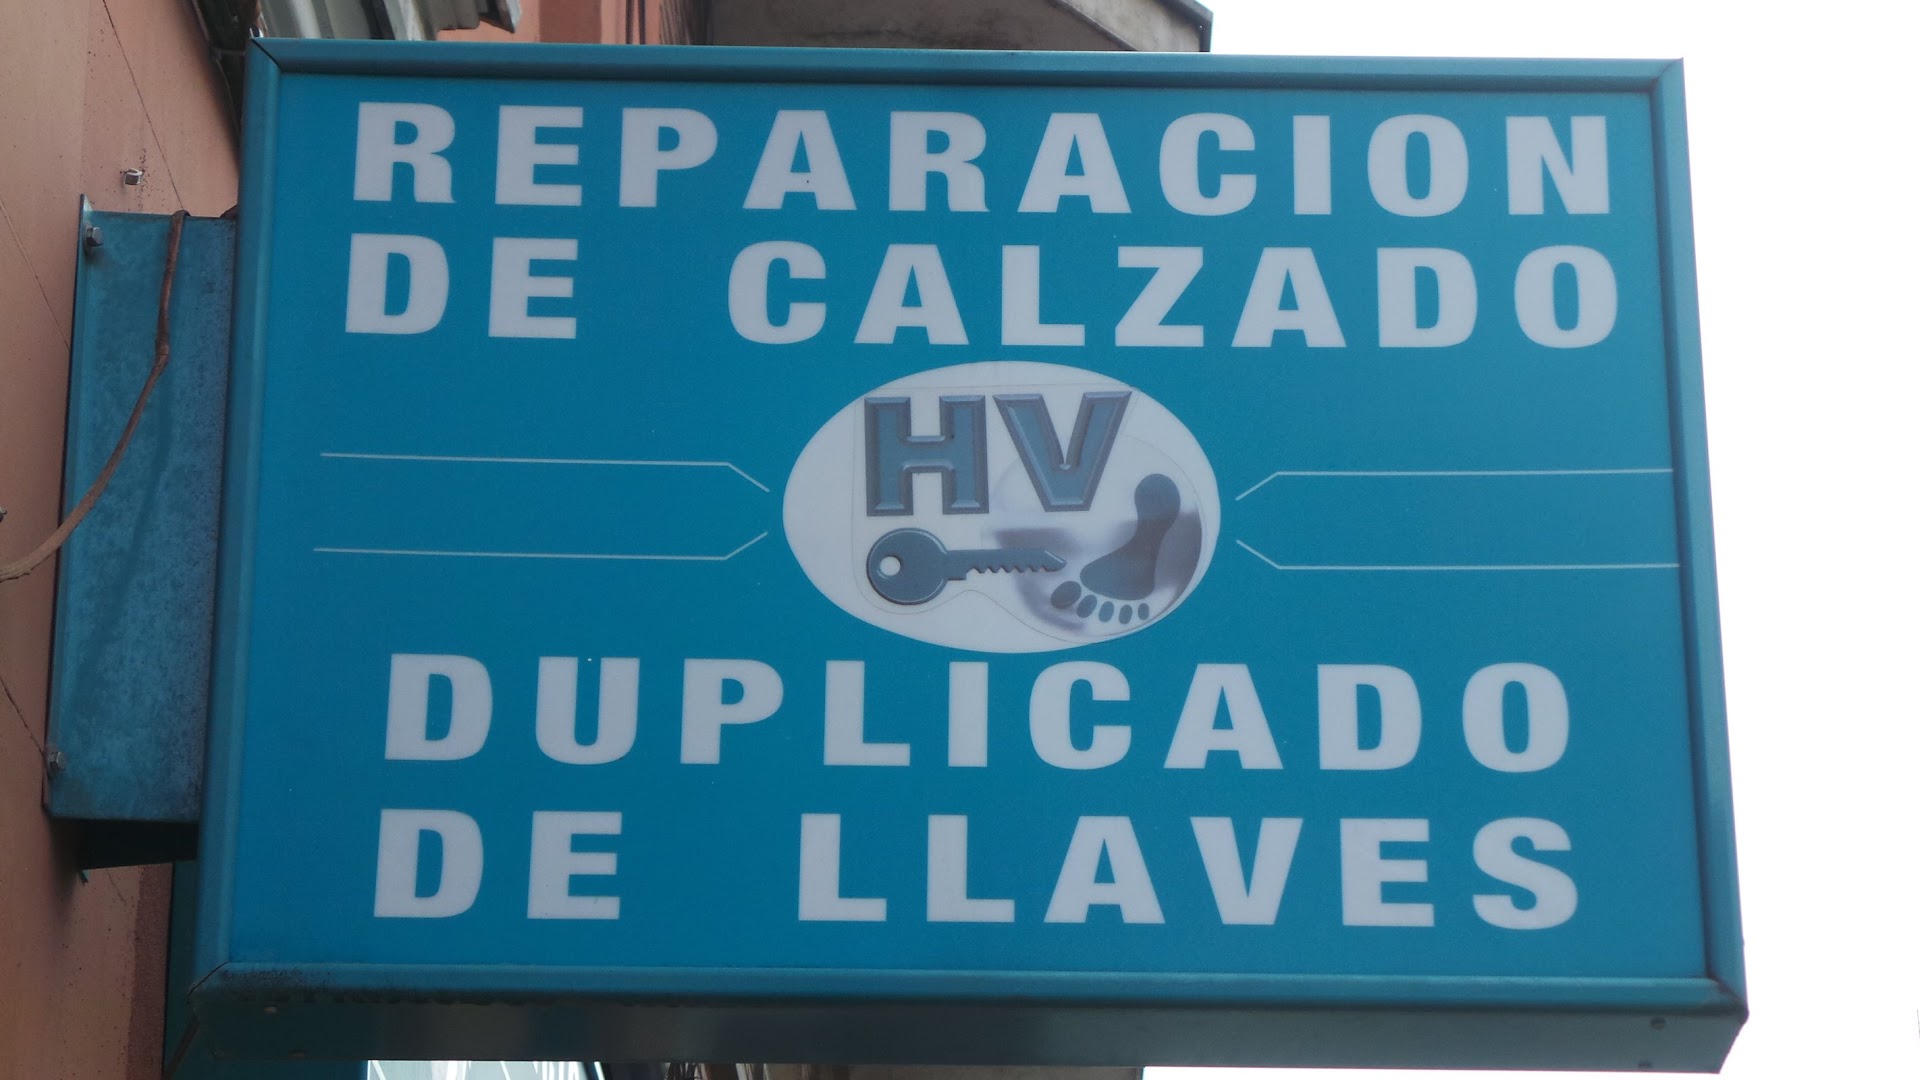 REPARACION
DE CALZADO
HV
DUPLICADO
DE LLAVES